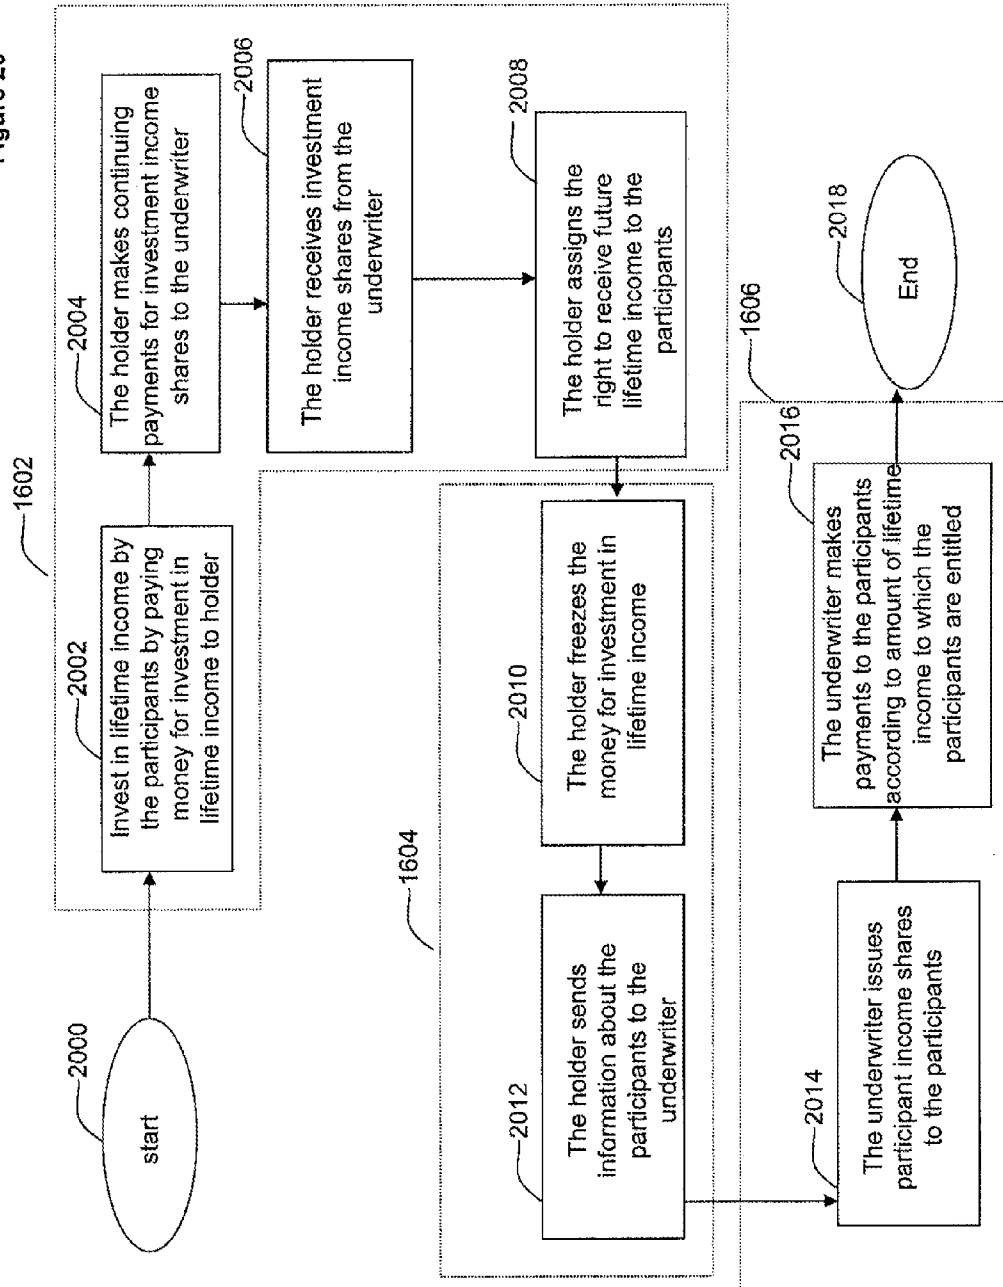 Figure 20
1602
2000
start
2002
Invest in lifetime income by
the participants by paying
money for investment in
lifetime income to holder
2004
The holder makes continuing
payments for investment income
shares to the underwriter
2006
The holder receives investment
income shares from the
underwriter
2008
The holder assigns the
right to receive future
lifetime income to the
participants
1604
2010
The holder freezes the
money for investment in
lifetime income
2012
The holder sends
information about the
participants to the
underwriter
1606
2014
The underwriter issues
participant income shares
to the participants
2016
The underwriter makes
payments to the participants
according to amount of lifetime
income to which the
participants are entitled
2018
End